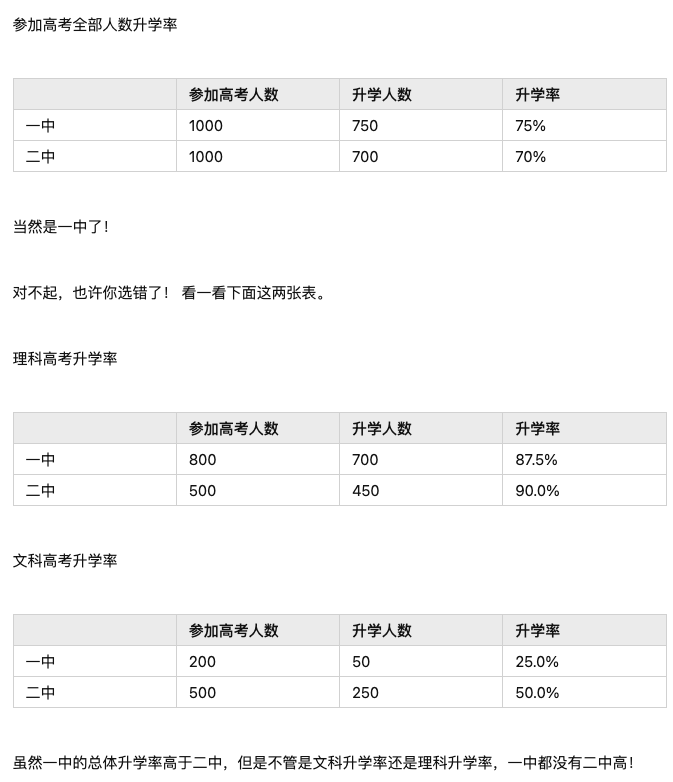 参加高考全部人数升学率
参加高考人数 升学人数 升学率
一中 1000 750 75%
二中 1000 700 70%
当然是一中了！
对不起，也许你选错了！ 看一看下面这两张表。
理科高考升学率
参加高考人数 升学人数 升学率
一中 800 700 87.5%
二中 500 450 90.0%
文科高考升学率
参加高考人数 升学人数 升学率
一中 200 50 25.0%
二中 500 250 50.0%
虽然一中的总体升学率高于二中，但是不管是文科升学率还是理科升学率，一中都没有二中高！